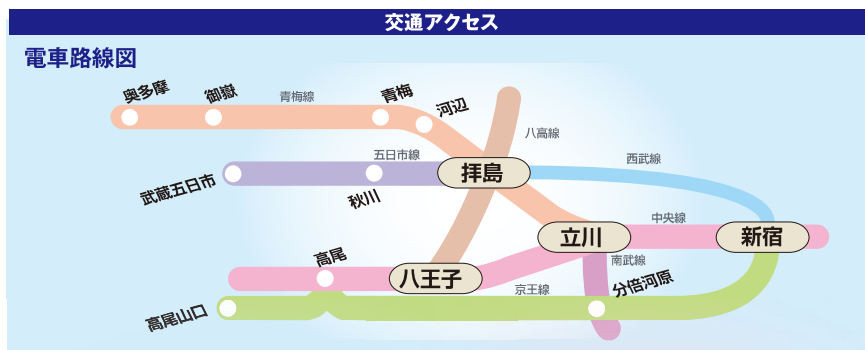 交通アクセス
電車路線図
奥多摩
御嶽
青梅線
青梅
河辺
八高線
五日市線
西武線
拝島
武蔵五日市
秋川
中央線
立川
新宿
高尾
南武線
八王子
分倍河原
京王線
高尾山口